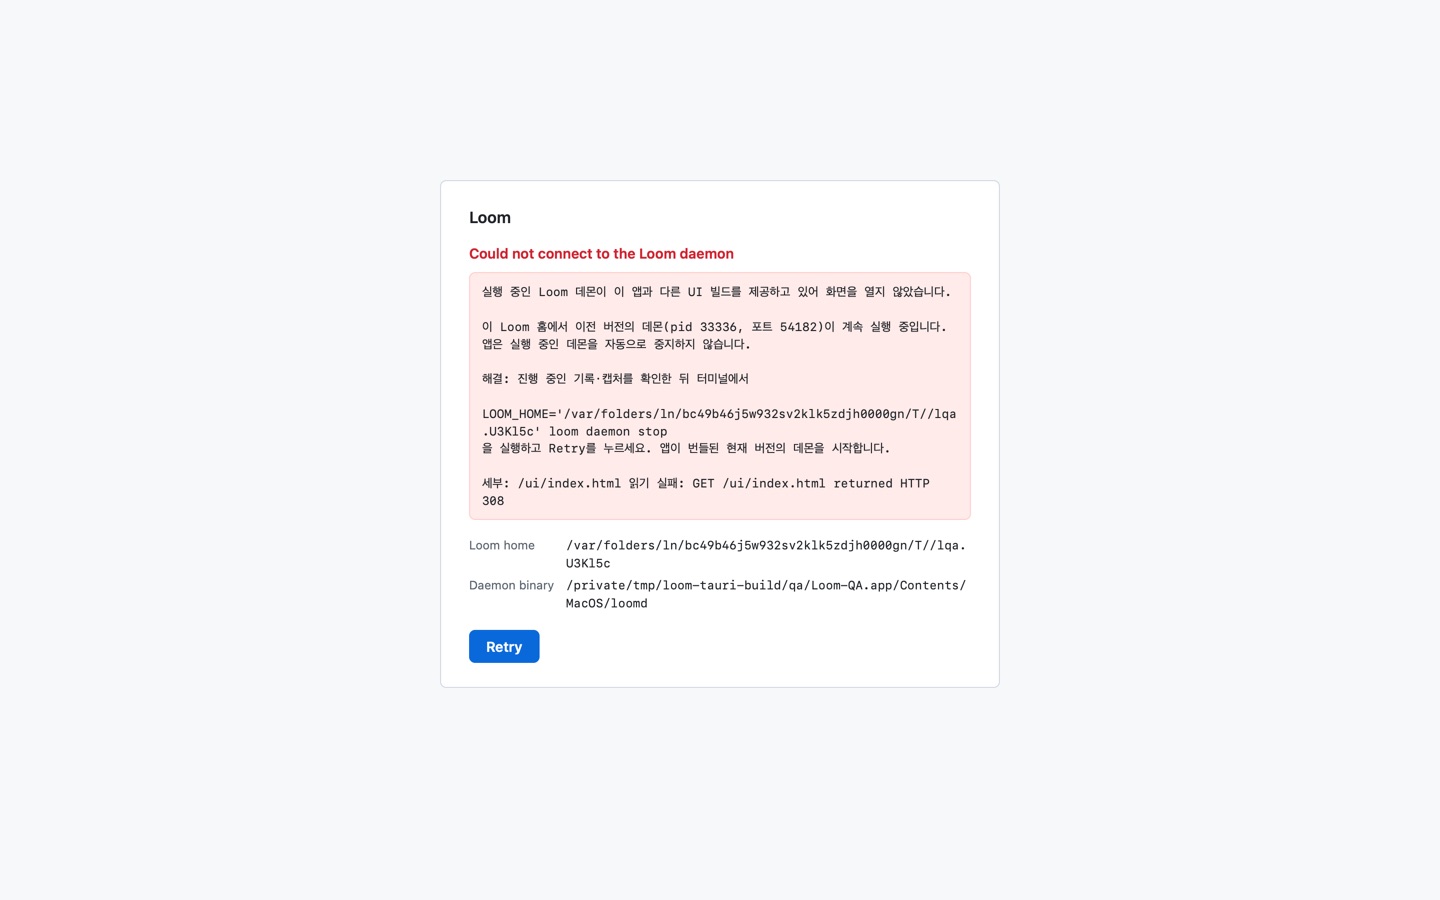 Loom
Could not connect to the Loom daemon
실행 중인 Loom 데몬이 이 앱과 다른 UI 빌드를 제공하고 있어 화면을 열지 않았습니다.
이 Loom 홈에서 이전 버전의 데몬(pid 33336, 포트 54182)이 계속 실행 중입니다.
앱은 실행 중인 데몬을 자동으로 중지하지 않습니다.
해결: 진행 중인 기록·캡처를 확인한 뒤 터미널에서
LOOM_HOME='/var/folders/ln/bc49b46j5w932sv2klk5zdjh0000gn/T//lqa
.U3Kl5c' loom daemon stop
을 실행하고 Retry를 누르세요. 앱이 번들된 현재 버전의 데몬을 시작합니다.
세부: /ui/index.html 읽기 실패: GET /ui/index.html returned HTTP
308
Loom home /var/folders/ln/bc49b46j5w932sv2klk5zdjh0000gn/T//lqa.
U3Kl5c
Daemon binary /private/tmp/loom-tauri-build/qa/Loom-QA.app/Contents/
MacOS/loomd
Retry